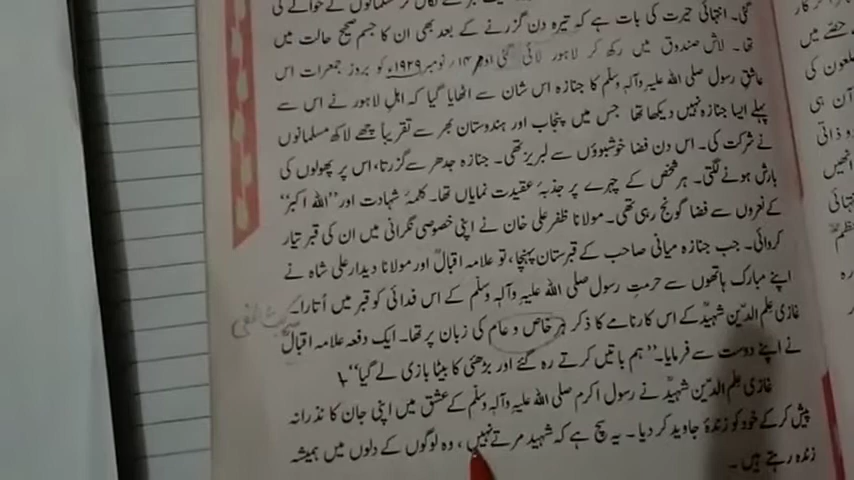 گئی۔ انتہائی حیرت کی بات ہے کہ تیرہ دن گزرنے کے بعد بھی ان کا جسم صحیح حالت میں
تھا۔ لاش صندوق میں رکھ کر لاہور لائی گئی اور ۱۴/ نومبر ۱۹۲۹ء کو بروز جمعرات اس
عاشقِ رسول صلی اللہ علیہ وآلہ وسلم کا جنازہ اس شان سے اٹھایا گیا کہ اہلِ لاہور نے اس سے
پہلے ایسا جنازہ نہیں دیکھا تھا جس میں پنجاب اور ہندوستان بھر سے تقریباً چھے لاکھ مسلمانوں
نے شرکت کی۔ اس دن فضا خوشبوؤں سے لبریز تھی۔ جنازہ جدھر سے گزرتا، اس پر پھولوں کی
بارش ہونے لگتی۔ ہر شخص کے چہرے پر جذبۂ عقیدت نمایاں تھا۔ کلمۂ شہادت اور "اللہ اکبر"
کے نعروں سے فضا گونج رہی تھی۔ مولانا ظفر علی خان نے اپنی خصوصی نگرانی میں ان کی قبر تیار
کروائی۔ جب جنازہ میانی صاحب کے قبرستان پہنچا، تو علامہ اقبالؒ اور مولانا دیدار علی شاہ نے
اپنے مبارک ہاتھوں سے حرمتِ رسول صلی اللہ علیہ وآلہ وسلم کے اس فدائی کو قبر میں اُتارا۔
غازی علم الدّین شہیدؒ کے اس کارنامے کا ذکر ہر خاص و عام کی زبان پر تھا۔ ایک دفعہ علامہ اقبالؒ
نے اپنے دوست سے فرمایا۔ "ہم باتیں کرتے رہ گئے اور بڑھئی کا بیٹا بازی لے گیا"۔
غازی علم الدّین شہیدؒ نے رسول اکرم صلی اللہ علیہ وآلہ وسلم کے عشق میں اپنی جان کا نذرانہ
پیش کر کے خود کو زندۂ جاوید کر دیا۔ یہ سچ ہے کہ شہید مرتے نہیں، وہ لوگوں کے دلوں میں ہمیشہ
زندہ رہتے ہیں۔